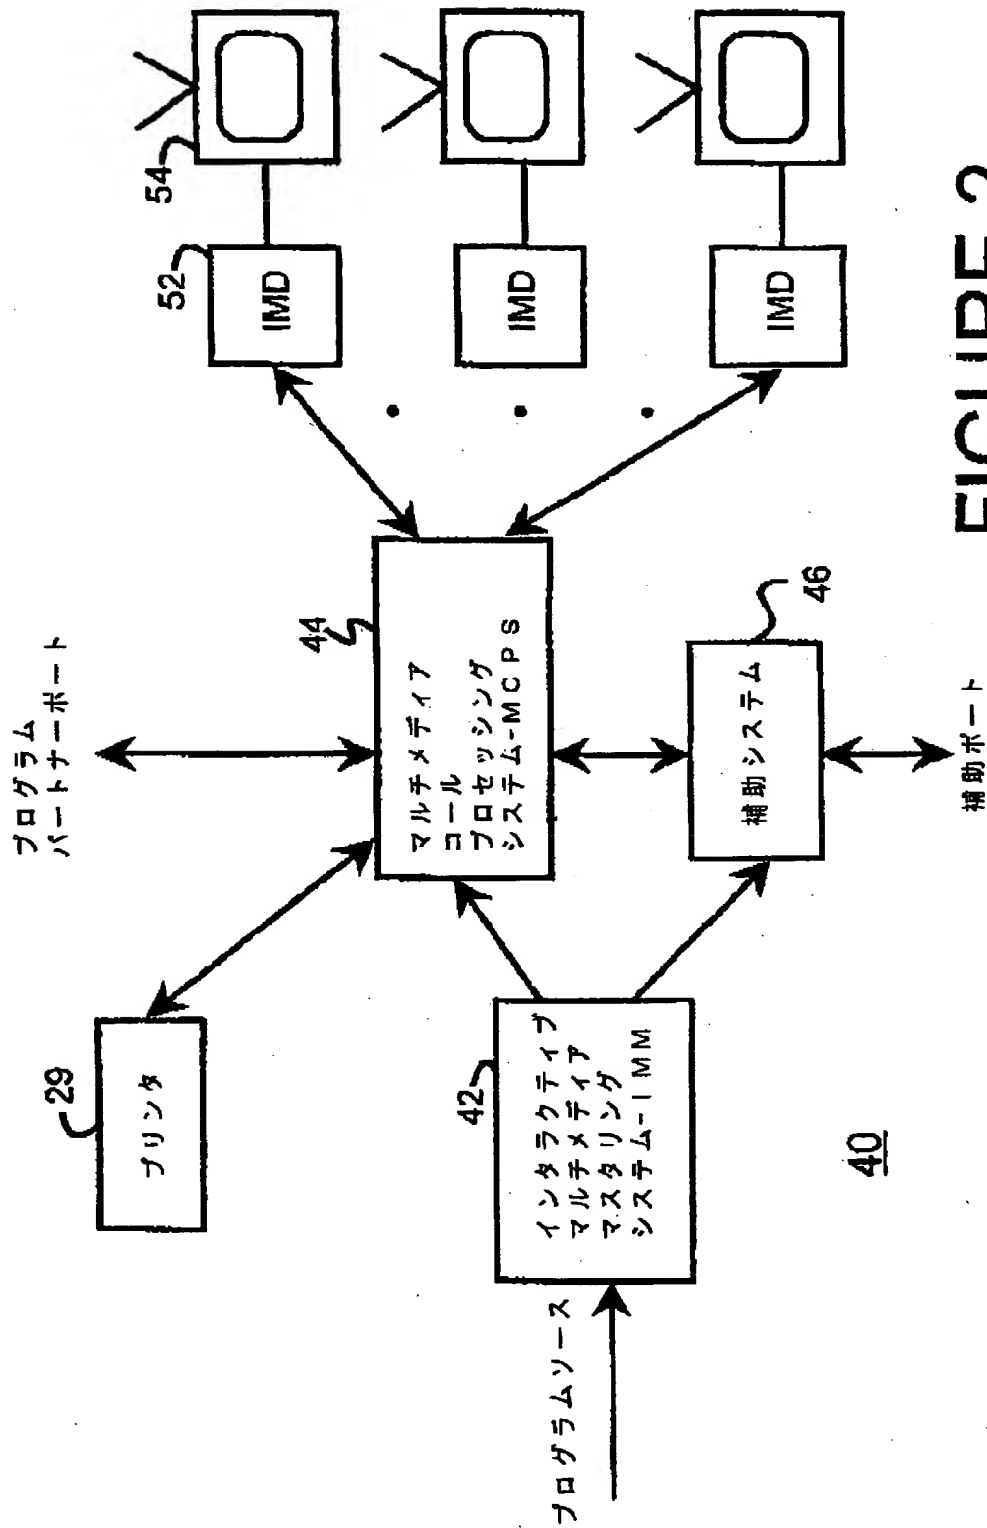 プログラム
パートナーポート
29
プリンタ
44
マルチメディア
コール
プロセッシング
システム-MCPS
42
インタラクティブ
マルチメディア
マスタリング
システム-IMM
プログラムソース
46
補助システム
補助ポート
52
IMD
54
IMD
IMD
40
FIGURE 2